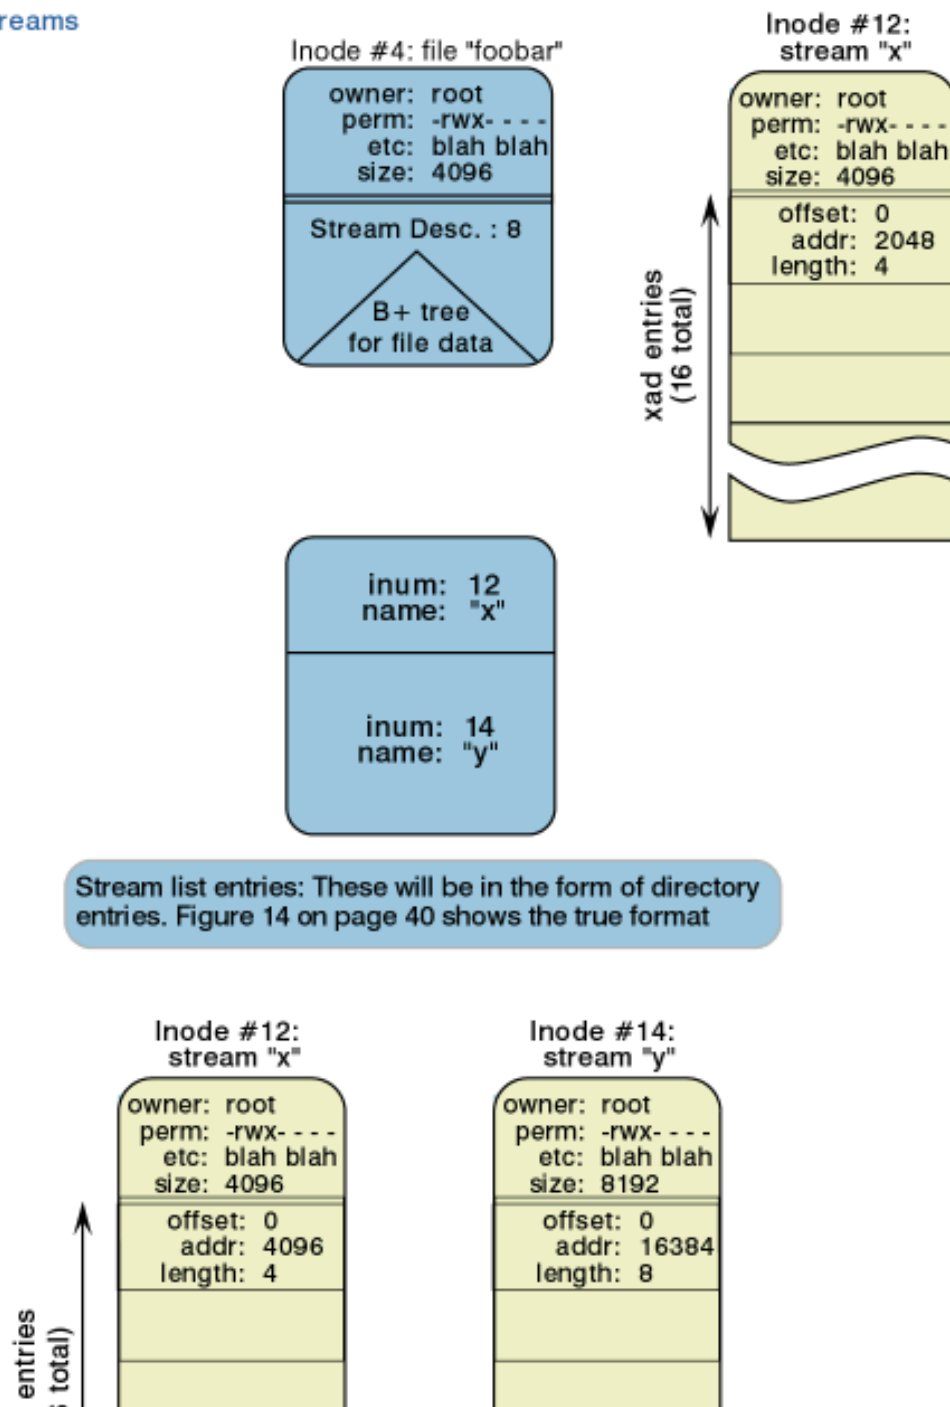 reams
Inode #4: file "foobar"
owner: root
perm: -rwx- - - -
etc: blah blah
size: 4096
Stream Desc. : 8
B+ tree
for file data
Inode #12:
stream "x"
owner: root
perm: -rwx- - - -
etc: blah blah
size: 4096
offset: 0
addr: 2048
length: 4
xad entries
(16 total)
inum: 12
name: "x"
inum: 14
name: "y"
Stream list entries: These will be in the form of directory
entries. Figure 14 on page 40 shows the true format
Inode #12:
stream "x"
owner: root
perm: -rwx- - - -
etc: blah blah
size: 4096
offset: 0
addr: 4096
length: 4
entries
total)
Inode #14:
stream "y"
owner: root
perm: -rwx- - - -
etc: blah blah
size: 8192
offset: 0
addr: 16384
length: 8